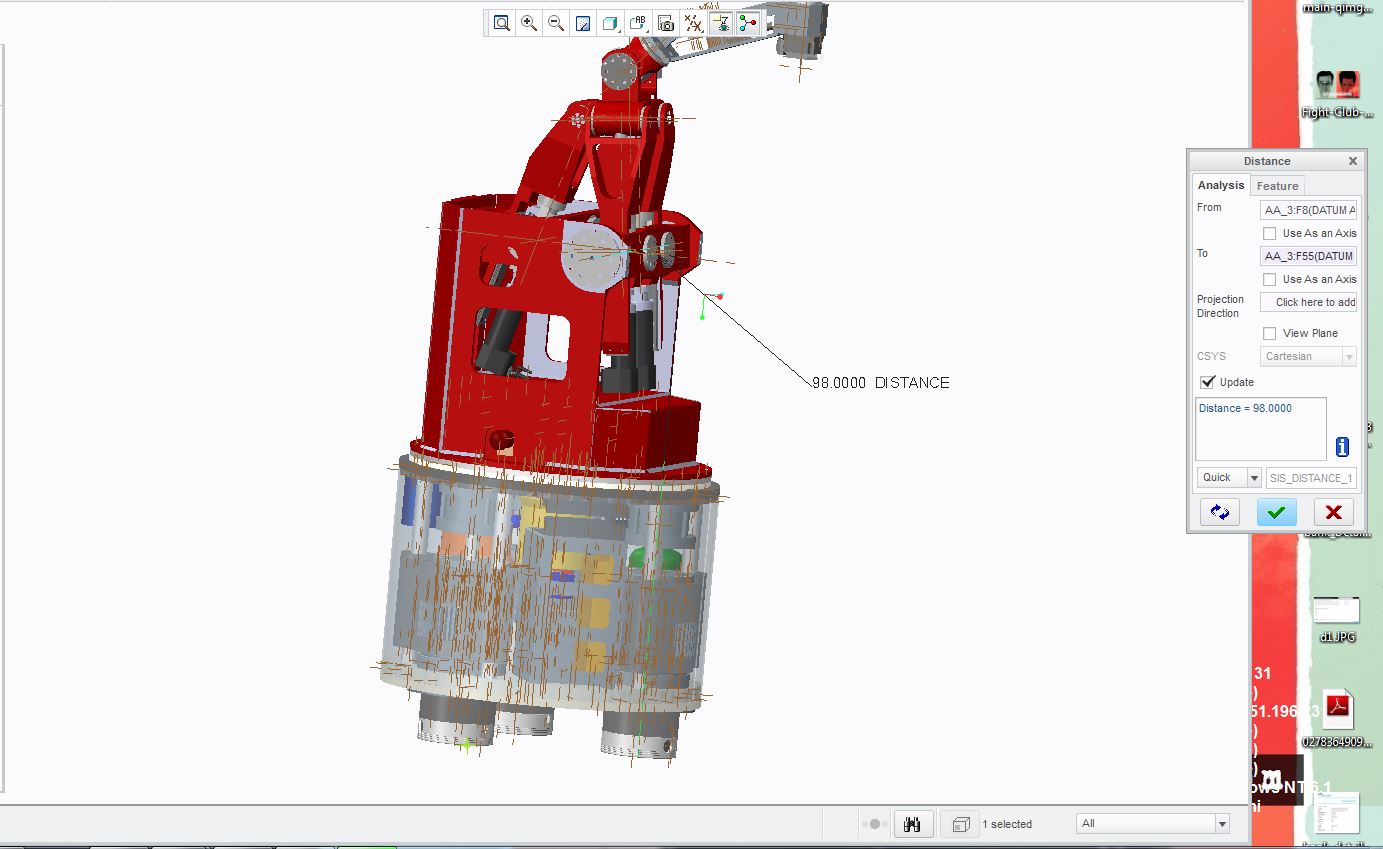 main-qimg...
Fight-Club-...
Distance
Analysis
Feature
From
AA_3:F8(DATUM A
Use As an Axis
To
AA_3:F55(DATUM
Use As an Axis
Projection
Direction
Click here to add
View Plane
CSYS
Cartesian
Update
98.0000 DISTANCE
Distance = 98.0000
Quick
SIS_DISTANCE_1
d1.JPG
31
51.196
0278364909...
NT 6.1
1 selected
All